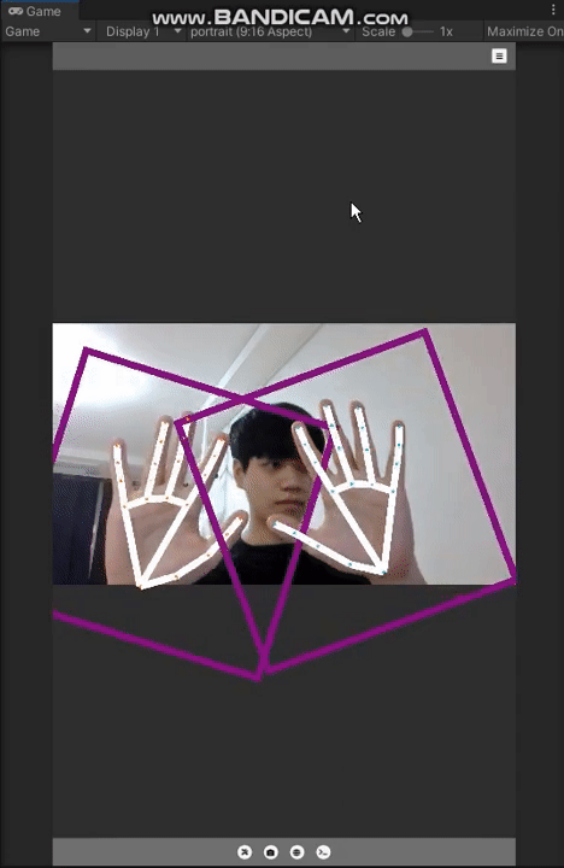 Game
www.BANDICAM.com
Game Display 1 portrait (9:16 Aspect) Scale 1x Maximize On